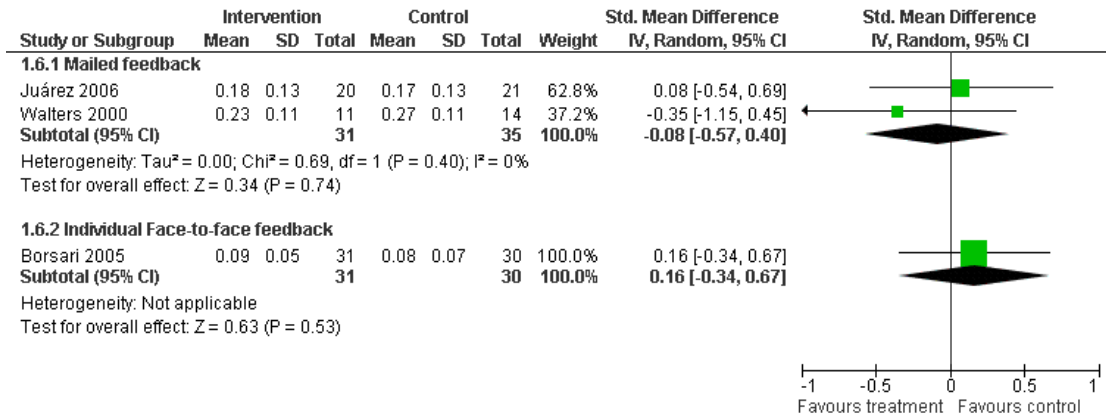 Intervention Control Std. Mean Difference Std. Mean Difference
Study or Subgroup Mean SD Total Mean SD Total Weight IV, Random, 95% CI IV, Random, 95% CI
1.6.1 Mailed feedback
Juárez 2006 0.18 0.13 20 0.17 0.13 21 62.8% 0.08 [-0.54, 0.69]
Walters 2000 0.23 0.11 11 0.27 0.11 14 37.2% -0.35 [-1.15, 0.45]
Subtotal (95% CI) 31 35 100.0% -0.08 [-0.57, 0.40]
Heterogeneity: Tau² = 0.00; Chi² = 0.69, df = 1 (P = 0.40); I² = 0%
Test for overall effect: Z = 0.34 (P = 0.74)
1.6.2 Individual Face-to-face feedback
Borsari 2005 0.09 0.05 31 0.08 0.07 30 100.0% 0.16 [-0.34, 0.67]
Subtotal (95% CI) 31 30 100.0% 0.16 [-0.34, 0.67]
Heterogeneity: Not applicable
Test for overall effect: Z = 0.63 (P = 0.53)
-1 -0.5 0 0.5 1
Favours treatment Favours control